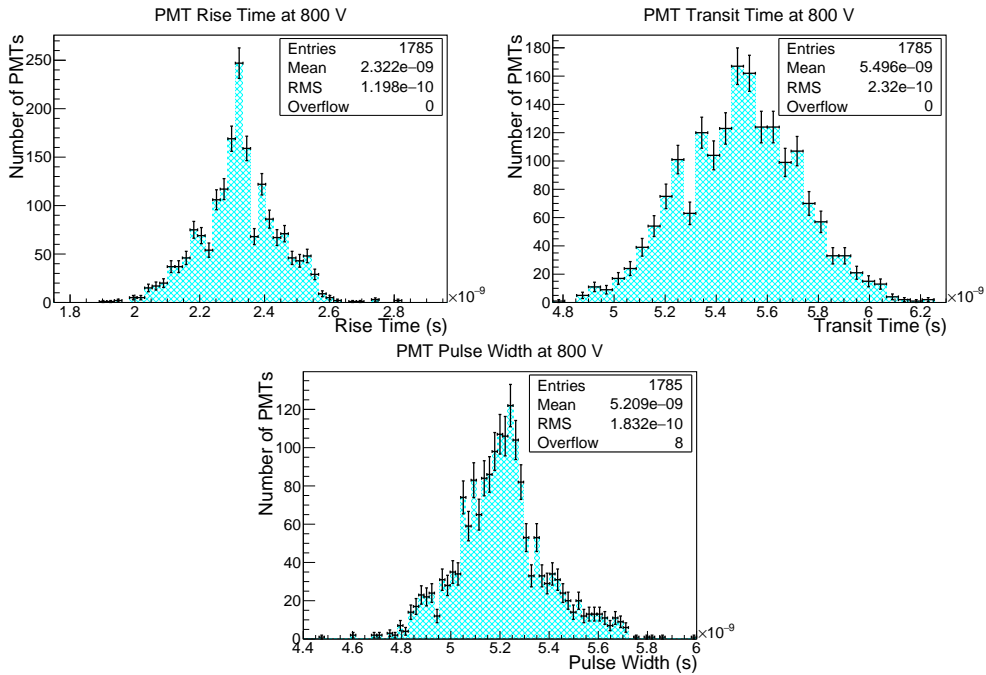 PMT Rise Time at 800 V
Number of PMTs
250
200
150
100
50
0
Entries 1785
Mean 2.322e−09
RMS 1.198e−10
Overflow 0
1.8 2 2.2 2.4 2.6 2.8
×10−9
Rise Time (s)
PMT Transit Time at 800 V
Number of PMTs
180
160
140
120
100
80
60
40
20
0
Entries 1785
Mean 5.496e−09
RMS 2.32e−10
Overflow 0
4.8 5 5.2 5.4 5.6 5.8 6 6.2
×10−9
Transit Time (s)
PMT Pulse Width at 800 V
Number of PMTs
120
100
80
60
40
20
0
Entries 1785
Mean 5.209e−09
RMS 1.832e−10
Overflow 8
4.4 4.6 4.8 5 5.2 5.4 5.6 5.8 6
×10−9
Pulse Width (s)